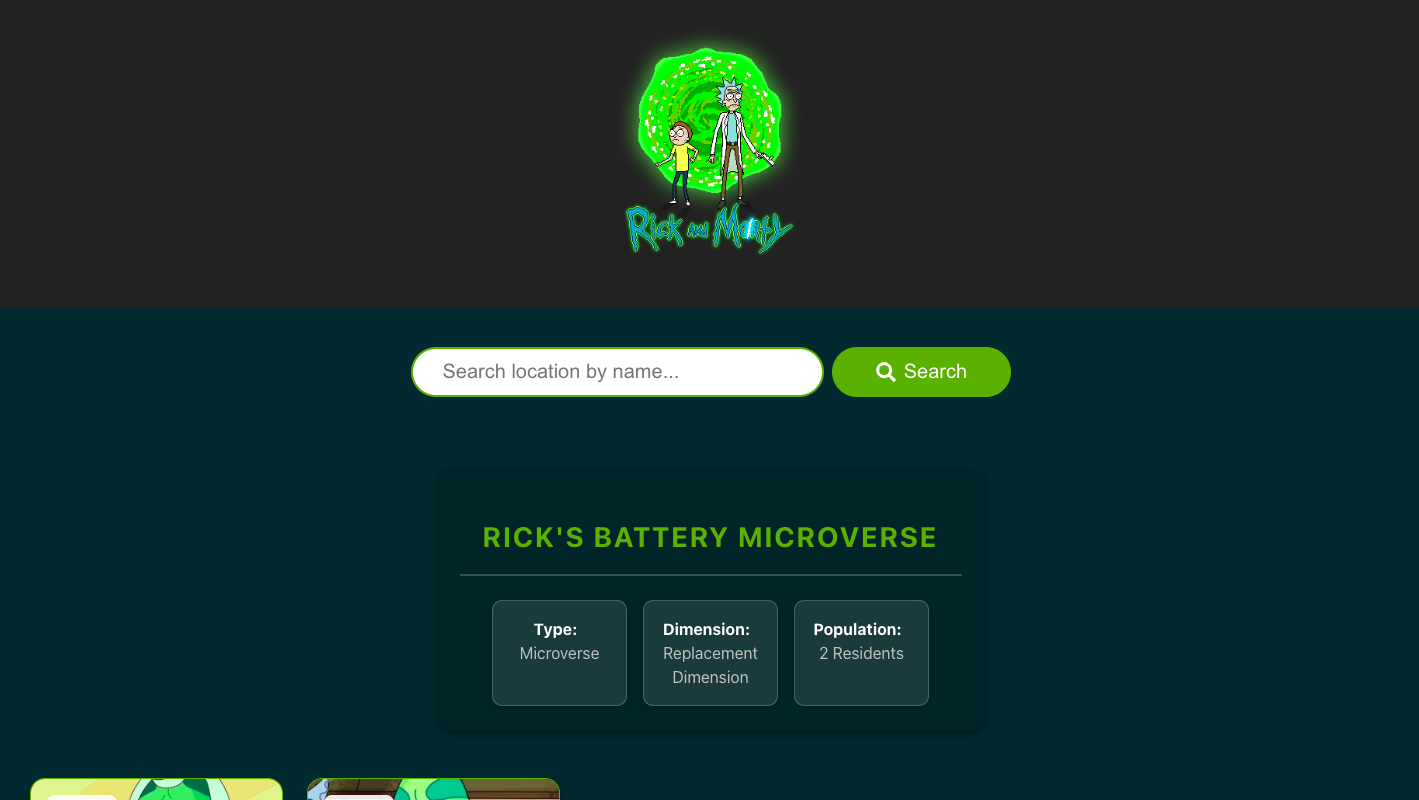 Rick and Morty
Search location by name...
Search
RICK'S BATTERY MICROVERSE
Type:
Microverse
Dimension:
Replacement
Dimension
Population:
2 Residents